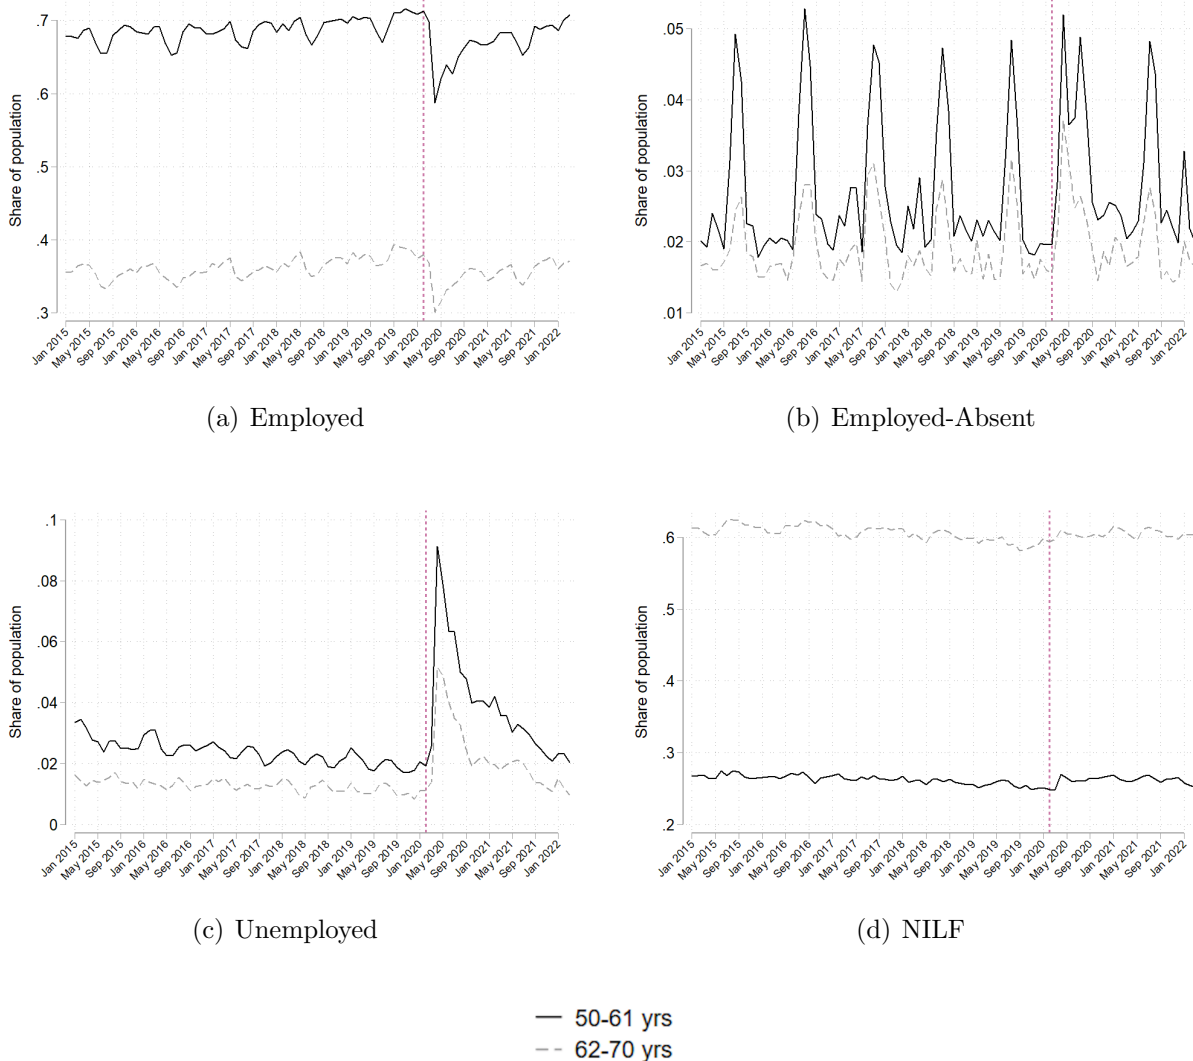 Share of population
.7
.6
.5
.4
.3
Jan 2015
May 2015
Sep 2015
Jan 2016
May 2016
Sep 2016
Jan 2017
May 2017
Sep 2017
Jan 2018
May 2018
Sep 2018
Jan 2019
May 2019
Sep 2019
Jan 2020
May 2020
Sep 2020
Jan 2021
May 2021
Sep 2021
Jan 2022
(a) Employed
Share of population
.05
.04
.03
.02
.01
Jan 2015
May 2015
Sep 2015
Jan 2016
May 2016
Sep 2016
Jan 2017
May 2017
Sep 2017
Jan 2018
May 2018
Sep 2018
Jan 2019
May 2019
Sep 2019
Jan 2020
May 2020
Sep 2020
Jan 2021
May 2021
Sep 2021
Jan 2022
(b) Employed-Absent
Share of population
.1
.08
.06
.04
.02
0
Jan 2015
May 2015
Sep 2015
Jan 2016
May 2016
Sep 2016
Jan 2017
May 2017
Sep 2017
Jan 2018
May 2018
Sep 2018
Jan 2019
May 2019
Sep 2019
Jan 2020
May 2020
Sep 2020
Jan 2021
May 2021
Sep 2021
Jan 2022
(c) Unemployed
Share of population
.6
.5
.4
.3
.2
Jan 2015
May 2015
Sep 2015
Jan 2016
May 2016
Sep 2016
Jan 2017
May 2017
Sep 2017
Jan 2018
May 2018
Sep 2018
Jan 2019
May 2019
Sep 2019
Jan 2020
May 2020
Sep 2020
Jan 2021
May 2021
Sep 2021
Jan 2022
(d) NILF
50-61 yrs
62-70 yrs